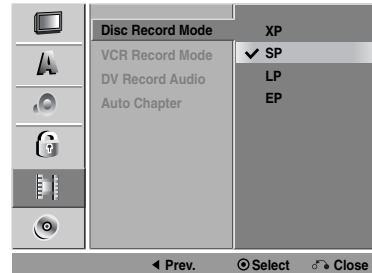 Disc Record Mode
VCR Record Mode
DV Record Audio
Auto Chapter
XP
SP
LP
EP
Prev.
Select
Close